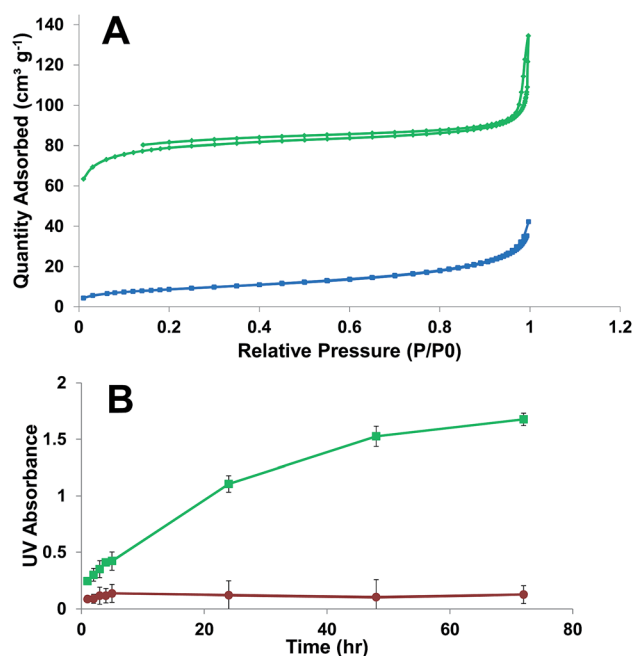 A
Quantity Adsorbed (cm³ g⁻¹)
140
120
100
80
60
40
20
0
0 0.2 0.4 0.6 0.8 1 1.2
Relative Pressure (P/P0)
B
UV Absorbance
2
1.5
1
0.5
0
0 20 40 60 80
Time (hr)